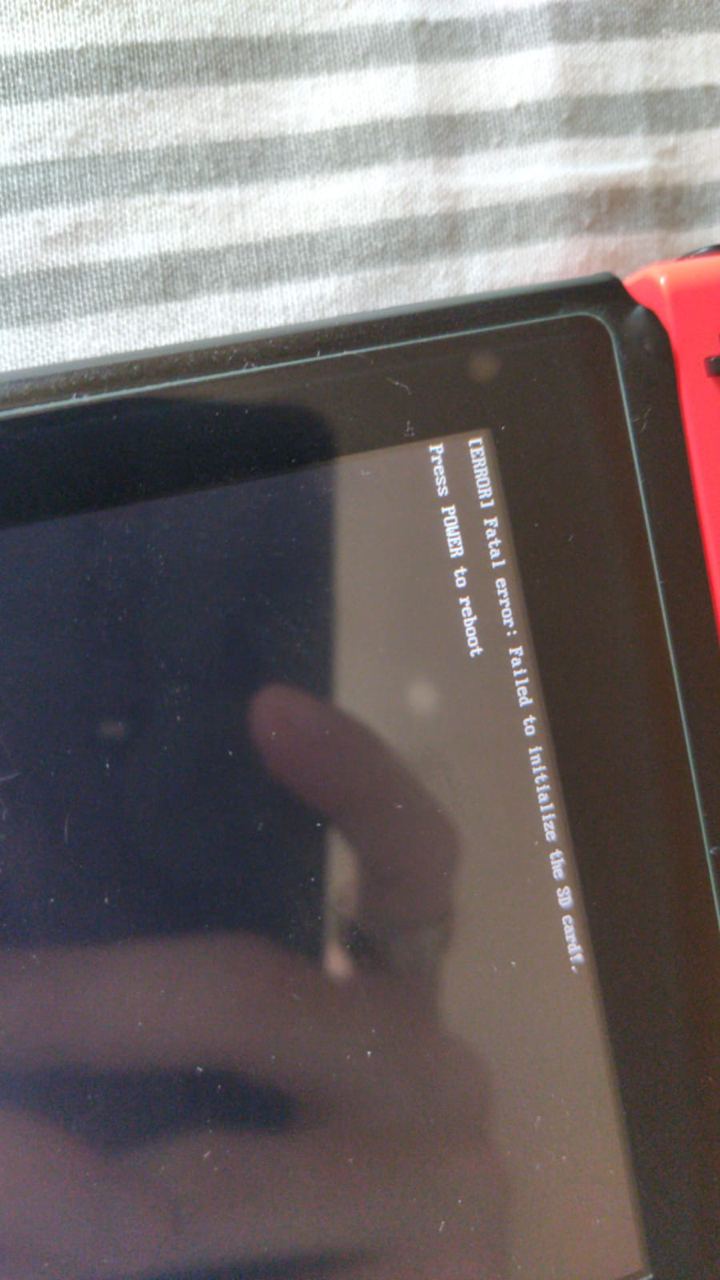 [ERROR] Fatal error: Failed to initialize the SD card!.
Press POWER to reboot